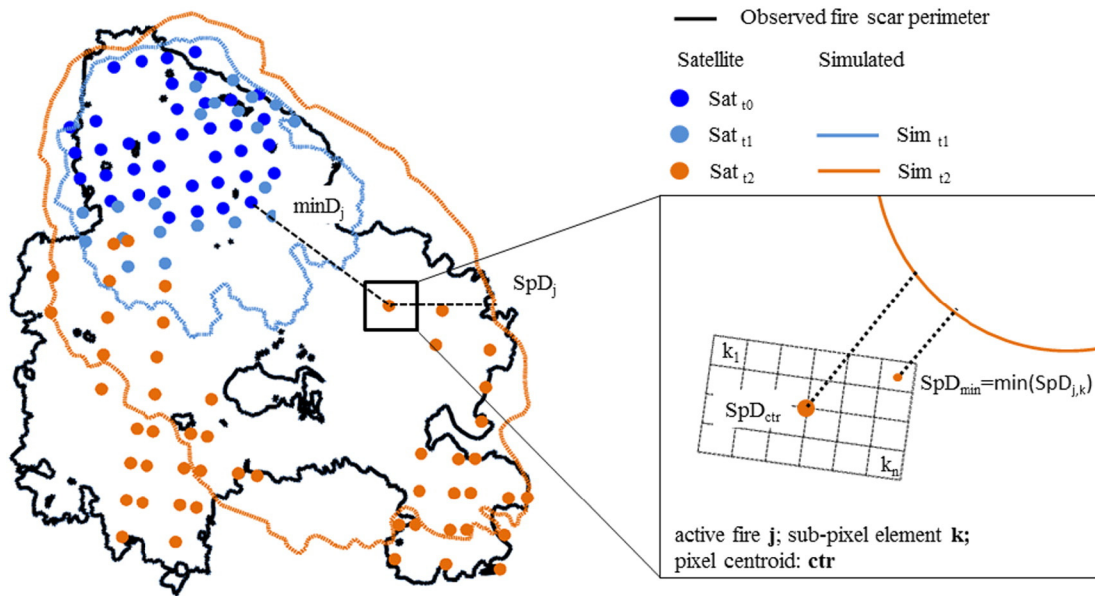 Observed fire scar perimeter
Satellite Simulated
Sat t0
Sat t1 Sim t1
Sat t2 Sim t2
minDj
SpDj
k1
SpDmin=min(SpDj,k)
SpDctr
kn
active fire j; sub-pixel element k;
pixel centroid: ctr